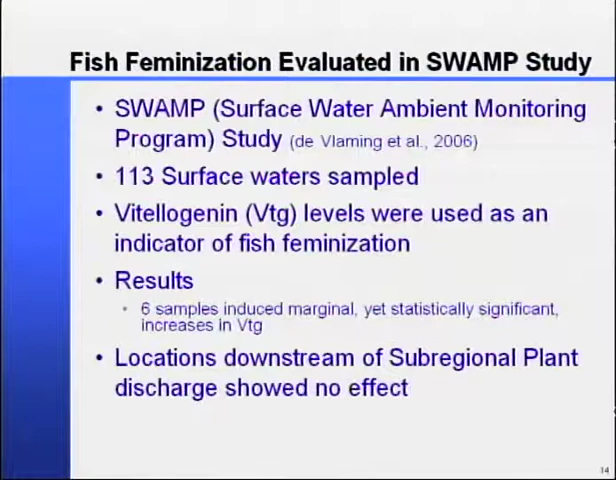 Fish Feminization Evaluated in SWAMP Study
• SWAMP (Surface Water Ambient Monitoring
Program) Study (de Vlaming et al., 2006)
• 113 Surface waters sampled
• Vitellogenin (Vtg) levels were used as an
indicator of fish feminization
• Results
• 6 samples induced marginal, yet statistically significant,
increases in Vtg
• Locations downstream of Subregional Plant
discharge showed no effect
14